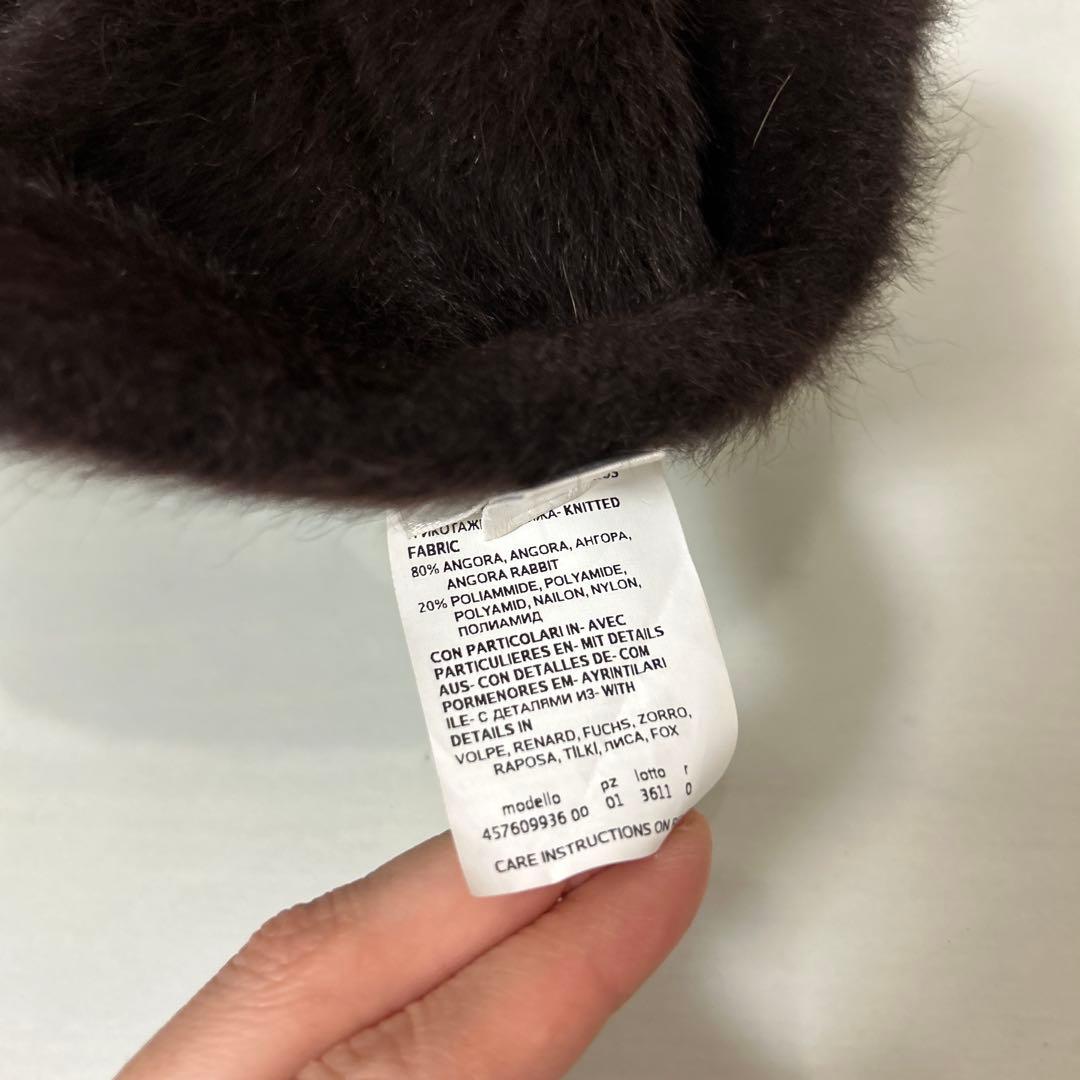 KNITTED
FABRIC
80% ANGORA, ANGORA, АНГОРА,
ANGORA RABBIT
20% POLIAMMIDE, POLYAMIDE,
POLYAMID, NAILON, NYLON,
ПОЛИАМИД
CON PARTICOLARI IN- AVEC
PARTICULIERES EN- MIT DETAILS
AUS- CON DETALLES DE- COM
PORMENORES EM- AYRINTILARI
ILE- С ДЕТАЛЯМИ ИЗ- WITH
DETAILS IN
VOLPE, RENARD, FUCHS, ZORRO,
RAPOSA, TILKI, ЛИСА, FOX
modello pz lotto r
457609936 00 01 3611 0
CARE INSTRUCTIONS ON